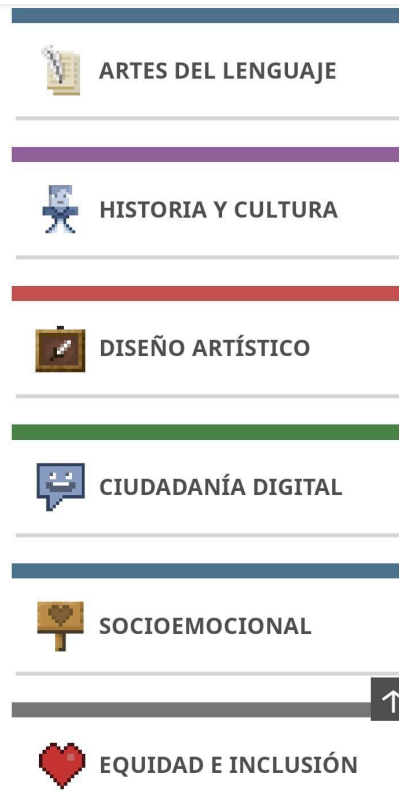 ARTES DEL LENGUAJE
HISTORIA Y CULTURA
DISEÑO ARTÍSTICO
CIUDADANÍA DIGITAL
SOCIOEMOCIONAL
EQUIDAD E INCLUSIÓN